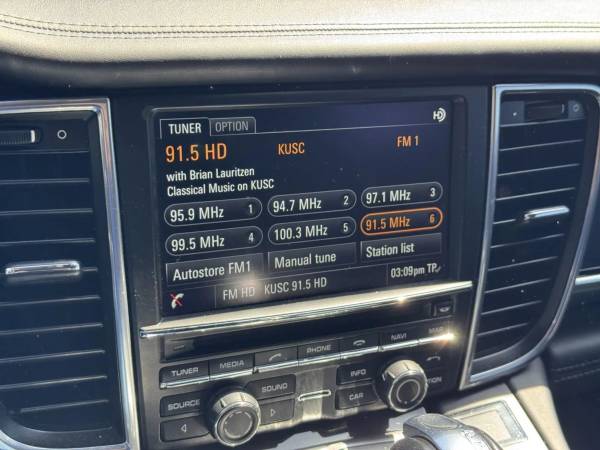 TUNER OPTION HD
91.5 HD KUSC FM 1
with Brian Lauritzen
Classical Music on KUSC
95.9 MHz 1 94.7 MHz 2 97.1 MHz 3
99.5 MHz 4 100.3 MHz 5 91.5 MHz 6
Autostore FM1 Manual tune Station list
FM HD KUSC 91.5 HD 03:09pm TP
TUNER MEDIA PHONE NAVI MAP
SOURCE SOUND INFO OPTION
CAR